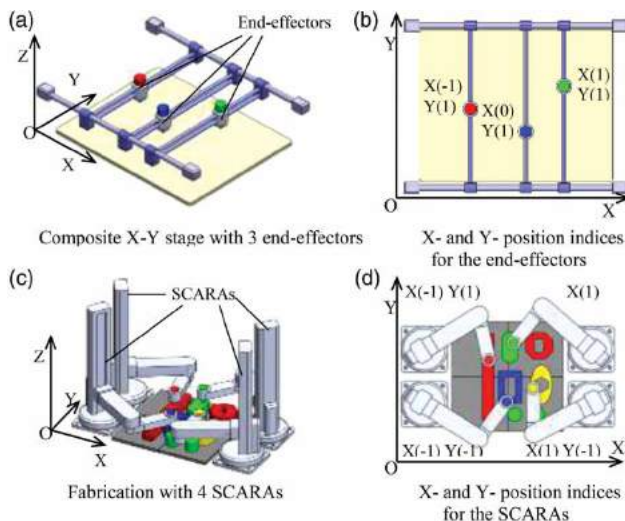 (a)
End-effectors
Z
Y
O
X
Composite X-Y stage with 3 end-effectors
(b)
Y
X(-1)
Y(1)
X(0)
Y(1)
X(1)
Y(1)
O
X
X- and Y- position indices
for the end-effectors
(c)
SCARAs
Z
Y
O
X
Fabrication with 4 SCARAs
(d)
X(-1) Y(1)
X(1)
Y
X(-1) Y(-1)
X(1) Y(-1)
O
X
X- and Y- position indices
for the SCARAs